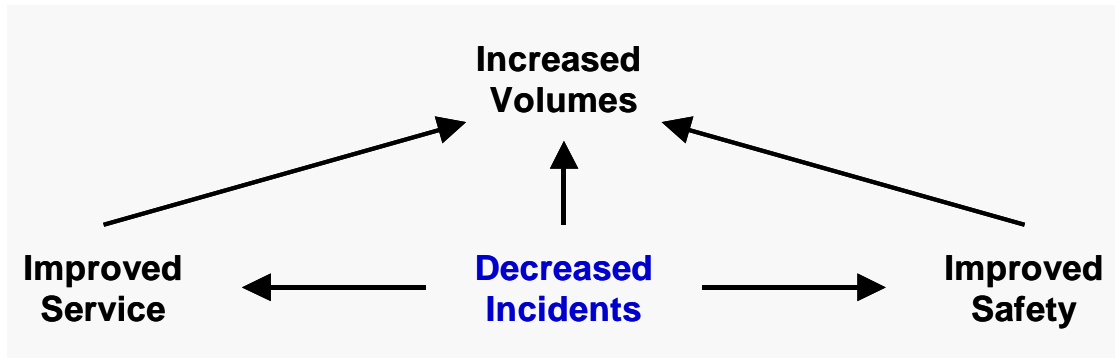 Increased
Volumes
Improved
Service
Decreased
Incidents
Improved
Safety